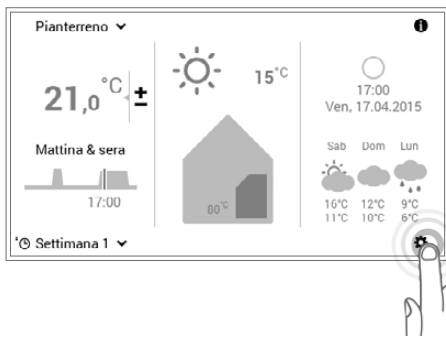 Pianterreno
21,0 °C ±
Mattina & sera
17:00
Settimana 1
15°C
80°C
17:00
Ven, 17.04.2015
Sab Dom Lun
16°C 12°C 9°C
11°C 10°C 6°C